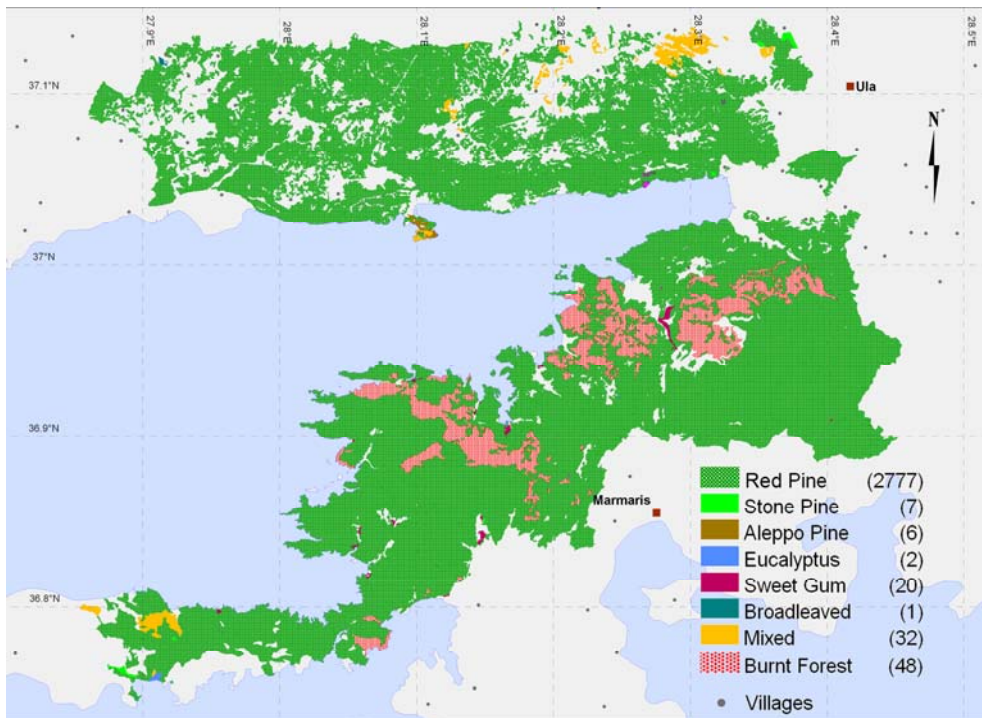 27.9°E 28°E 28.1°E 28.2°E 28.3°E 28.4°E 28.5°E
37.1°N
Ula
N
37°N
36.9°N
Red Pine (2777)
Stone Pine (7)
Marmaris
Aleppo Pine (6)
Eucalyptus (2)
Sweet Gum (20)
36.8°N
Broadleaved (1)
Mixed (32)
Burnt Forest (48)
Villages